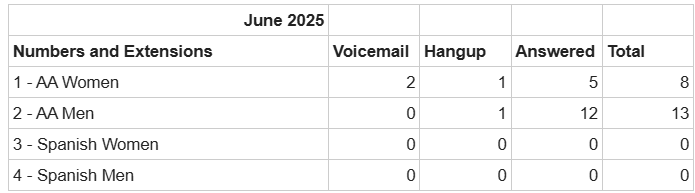 June 2025
Numbers and Extensions Voicemail Hangup Answered Total
1 - AA Women 2 1 5 8
2 - AA Men 0 1 12 13
3 - Spanish Women 0 0 0 0
4 - Spanish Men 0 0 0 0